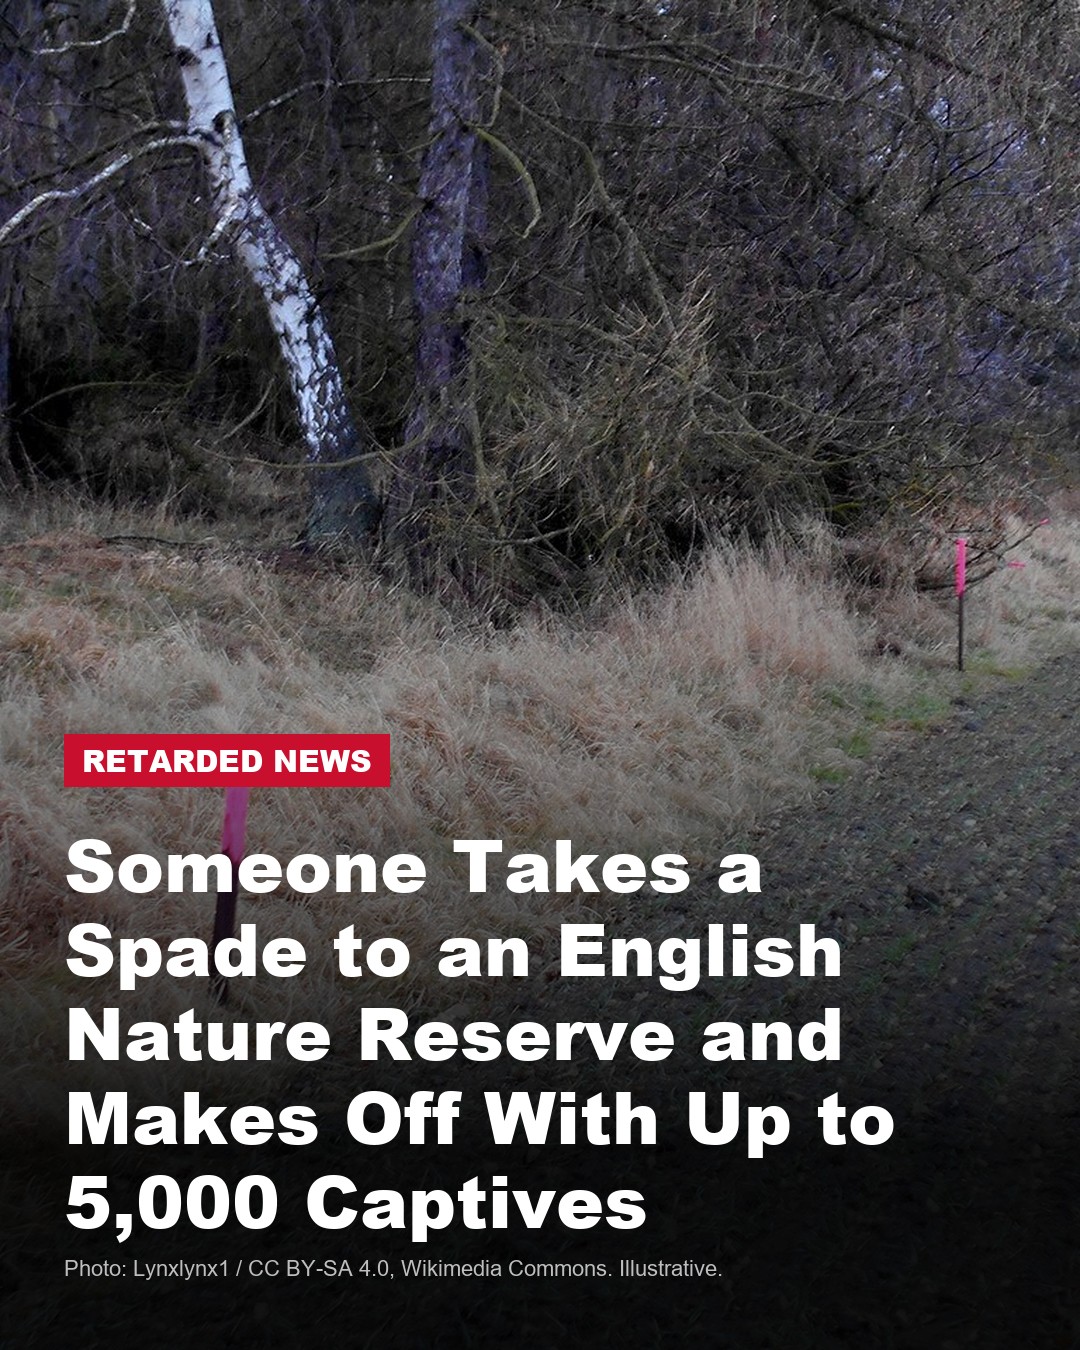 RETARDED NEWS
Someone Takes a
Spade to an English
Nature Reserve and
Makes Off With Up to
5,000 Captives
Photo: Lynxlynx1 / CC BY-SA 4.0, Wikimedia Commons. Illustrative.